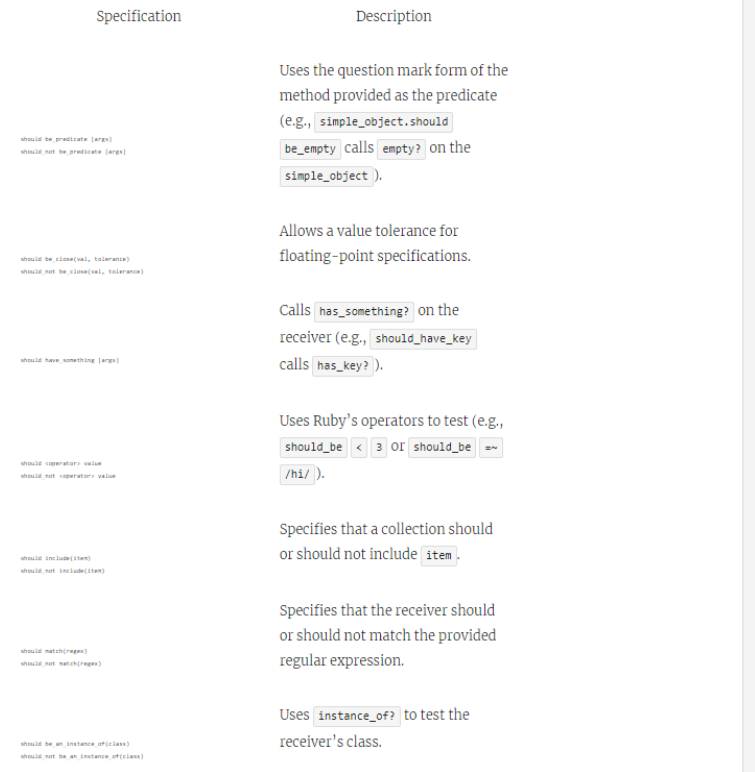 Specification Description
Uses the question mark form of the
method provided as the predicate
(e.g., simple_object.should
should be_predicate [args]
be_empty calls empty? on the
should_not be_predicate [args]
simple_object ).
Allows a value tolerance for
should be_close(val, tolerance)
floating-point specifications.
should_not be_close(val, tolerance)
Calls has_something? on the
receiver (e.g., should_have_key
should have_something [args]
calls has_key? ).
Uses Ruby's operators to test (e.g.,
should_be < 3 or should_be =~
should <operator> value
/hi/ ).
should_not <operator> value
Specifies that a collection should
should include(item)
or should not include item .
should_not include(item)
Specifies that the receiver should
or should not match the provided
should match(regex)
regular expression.
should_not match(regex)
Uses instance_of? to test the
should be_an_instance_of(class)
receiver's class.
should_not be_an_instance_of(class)